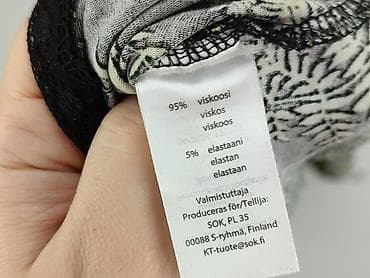 95% viskoosi
viskos
viskoos
5% elastaani
elastan
elastaan
Valmistuttaja
Produceras för/Tellija:
SOK, PL 35
00088 S-ryhmä, Finland
KT-tuote@sok.fi